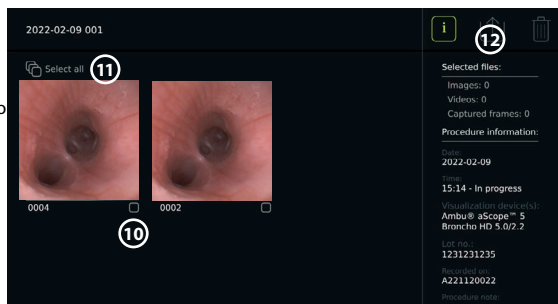 2022-02-09 001
i
12
Select all
11
Selected files:
Images: 0
Videos: 0
Captured frames: 0
Procedure information:
Date:
2022-02-09
Time:
15:14 - In progress
Visualization device(s):
Ambu® aScope™ 5
Broncho HD 5.0/2.2
Lot no.:
1231231235
Recorded on:
A221120022
Procedure note:
0004
0002
10